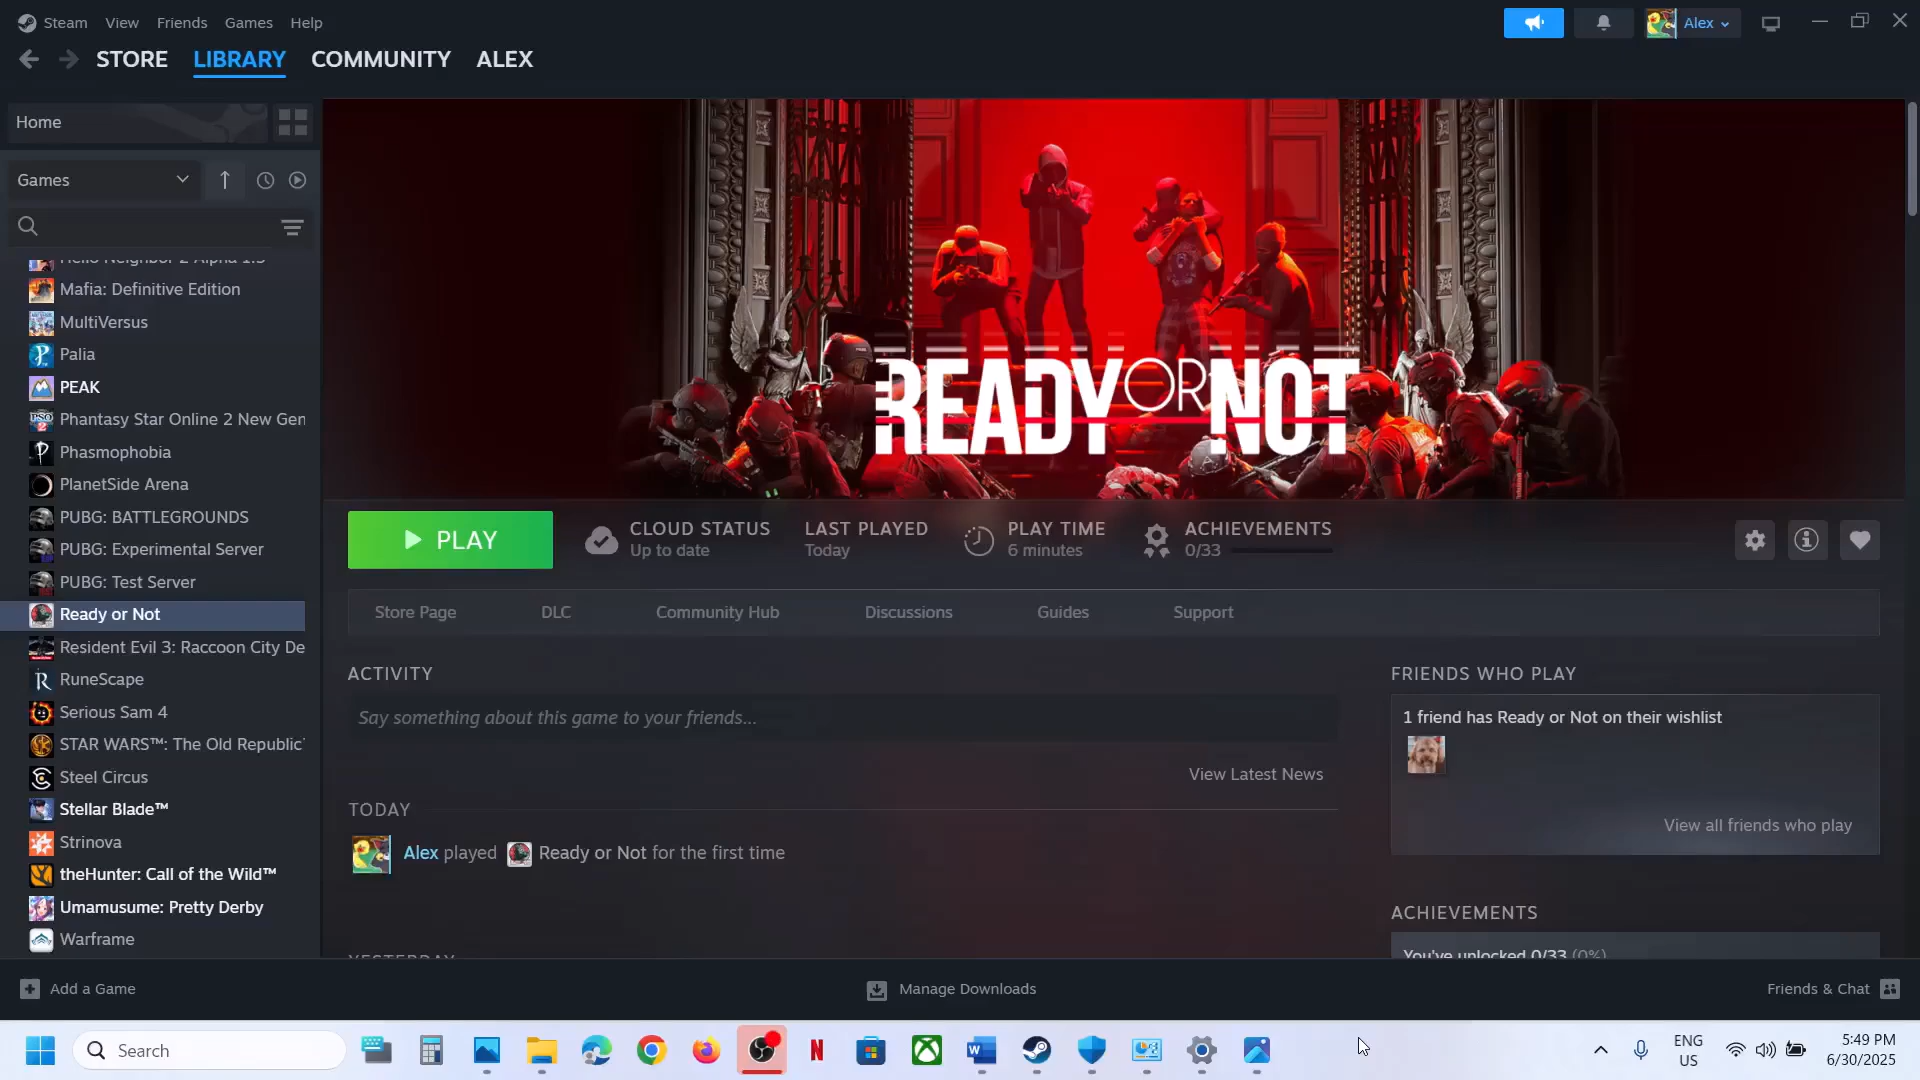 Steam View Friends Games Help
Alex
STORE LIBRARY COMMUNITY ALEX
Home
Games
READY OR NOT
Mafia: Definitive Edition
MultiVersus
Palia
PEAK
Phantasy Star Online 2 New Gen
Phasmophobia
PlanetSide Arena
PUBG: BATTLEGROUNDS
PUBG: Experimental Server
PUBG: Test Server
Ready or Not
Resident Evil 3: Raccoon City De
RuneScape
Serious Sam 4
STAR WARS™: The Old Republic
Steel Circus
Stellar Blade™
Strinova
theHunter: Call of the Wild™
Umamusume: Pretty Derby
Warframe
PLAY
CLOUD STATUS
Up to date
LAST PLAYED
Today
PLAY TIME
6 minutes
ACHIEVEMENTS
0/33
Store Page DLC Community Hub Discussions Guides Support
ACTIVITY
Say something about this game to your friends...
View Latest News
TODAY
Alex played Ready or Not for the first time
YESTERDAY
FRIENDS WHO PLAY
1 friend has Ready or Not on their wishlist
View all friends who play
ACHIEVEMENTS
You've unlocked 0/33 (0%)
Add a Game
Manage Downloads
Friends & Chat
Search
ENG
US
5:49 PM
6/30/2025